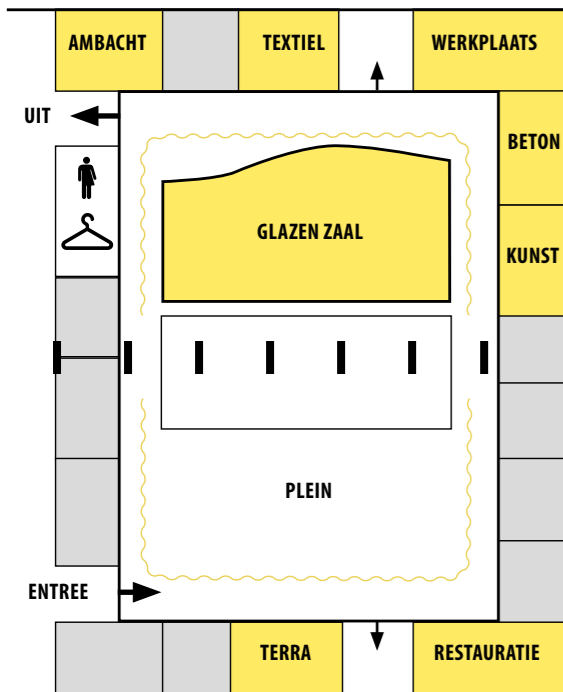 AMBACHT
TEXTIEL
WERKPLAATS
UIT
BETON
GLAZEN ZAAL
KUNST
PLEIN
ENTREE
TERRA
RESTAURATIE